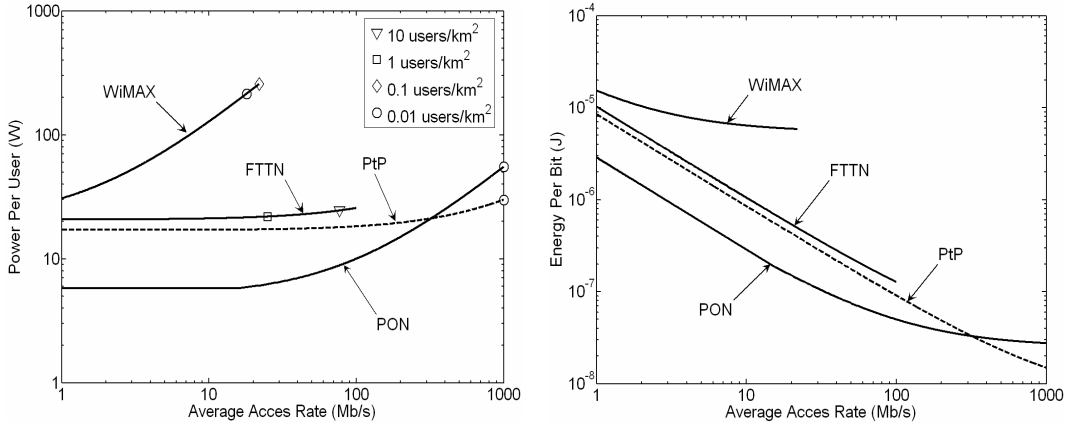 1000
100
10
1
Power Per User (W)
WiMAX
FTTN
PtP
PON
10 users/km²
1 users/km²
0.1 users/km²
0.01 users/km²
1
10
100
1000
Average Acces Rate (Mb/s)
10⁻⁴
10⁻⁵
10⁻⁶
10⁻⁷
10⁻⁸
Energy Per Bit (J)
WiMAX
FTTN
PtP
PON
1
10
100
1000
Average Acces Rate (Mb/s)